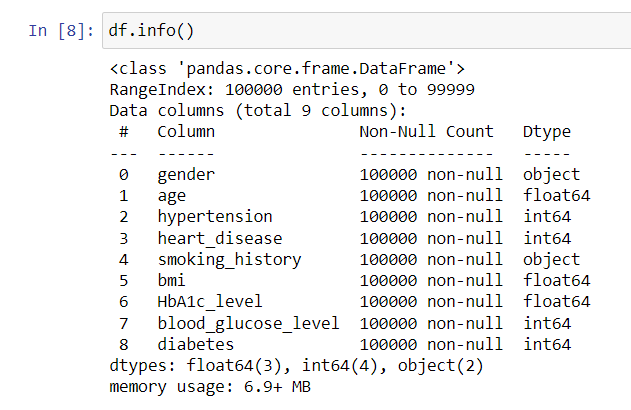 In [8]: df.info()
<class 'pandas.core.frame.DataFrame'>
RangeIndex: 100000 entries, 0 to 99999
Data columns (total 9 columns):
 #   Column               Non-Null Count   Dtype
---  ------               --------------   -----
 0   gender               100000 non-null  object
 1   age                  100000 non-null  float64
 2   hypertension         100000 non-null  int64
 3   heart_disease        100000 non-null  int64
 4   smoking_history      100000 non-null  object
 5   bmi                  100000 non-null  float64
 6   HbA1c_level          100000 non-null  float64
 7   blood_glucose_level  100000 non-null  int64
 8   diabetes             100000 non-null  int64
dtypes: float64(3), int64(4), object(2)
memory usage: 6.9+ MB